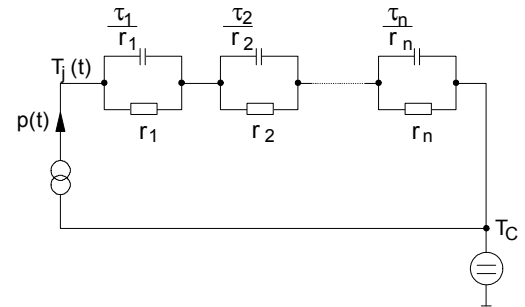 τ1 τ2 τn
r1 r2 rn
Tj (t)
p(t)
r1 r2 rn
TC